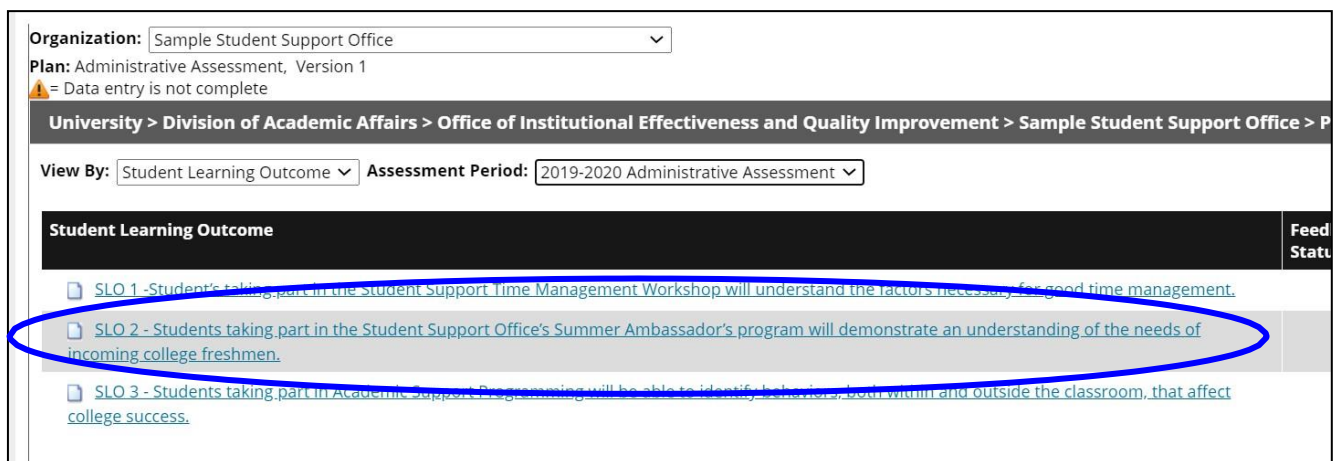 Organization: Sample Student Support Office
Plan: Administrative Assessment, Version 1
= Data entry is not complete
University > Division of Academic Affairs > Office of Institutional Effectiveness and Quality Improvement > Sample Student Support Office > P
View By: Student Learning Outcome Assessment Period: 2019-2020 Administrative Assessment
Student Learning Outcome Feed
Statu
SLO 1 -Student's taking part in the Student Support Time Management Workshop will understand the factors necessary for good time management.
SLO 2 - Students taking part in the Student Support Office's Summer Ambassador's program will demonstrate an understanding of the needs of
incoming college freshmen.
SLO 3 - Students taking part in Academic Support Programming will be able to identify behaviors, both within and outside the classroom, that affect
college success.